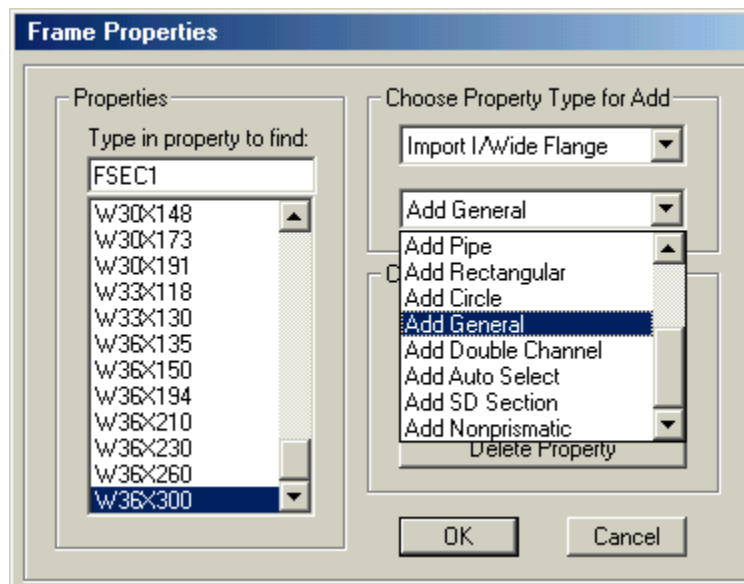 Frame Properties
Properties
Type in property to find:
FSEC1
W30X148
W30X173
W30X191
W33X118
W33X130
W36X135
W36X150
W36X194
W36X210
W36X230
W36X260
W36X300
Choose Property Type for Add
Import I/Wide Flange
Add General
Add Pipe
Add Rectangular
C
Add Circle
Add General
Add Double Channel
Add Auto Select
Add SD Section
Add Nonprismatic
Delete Property
OK
Cancel